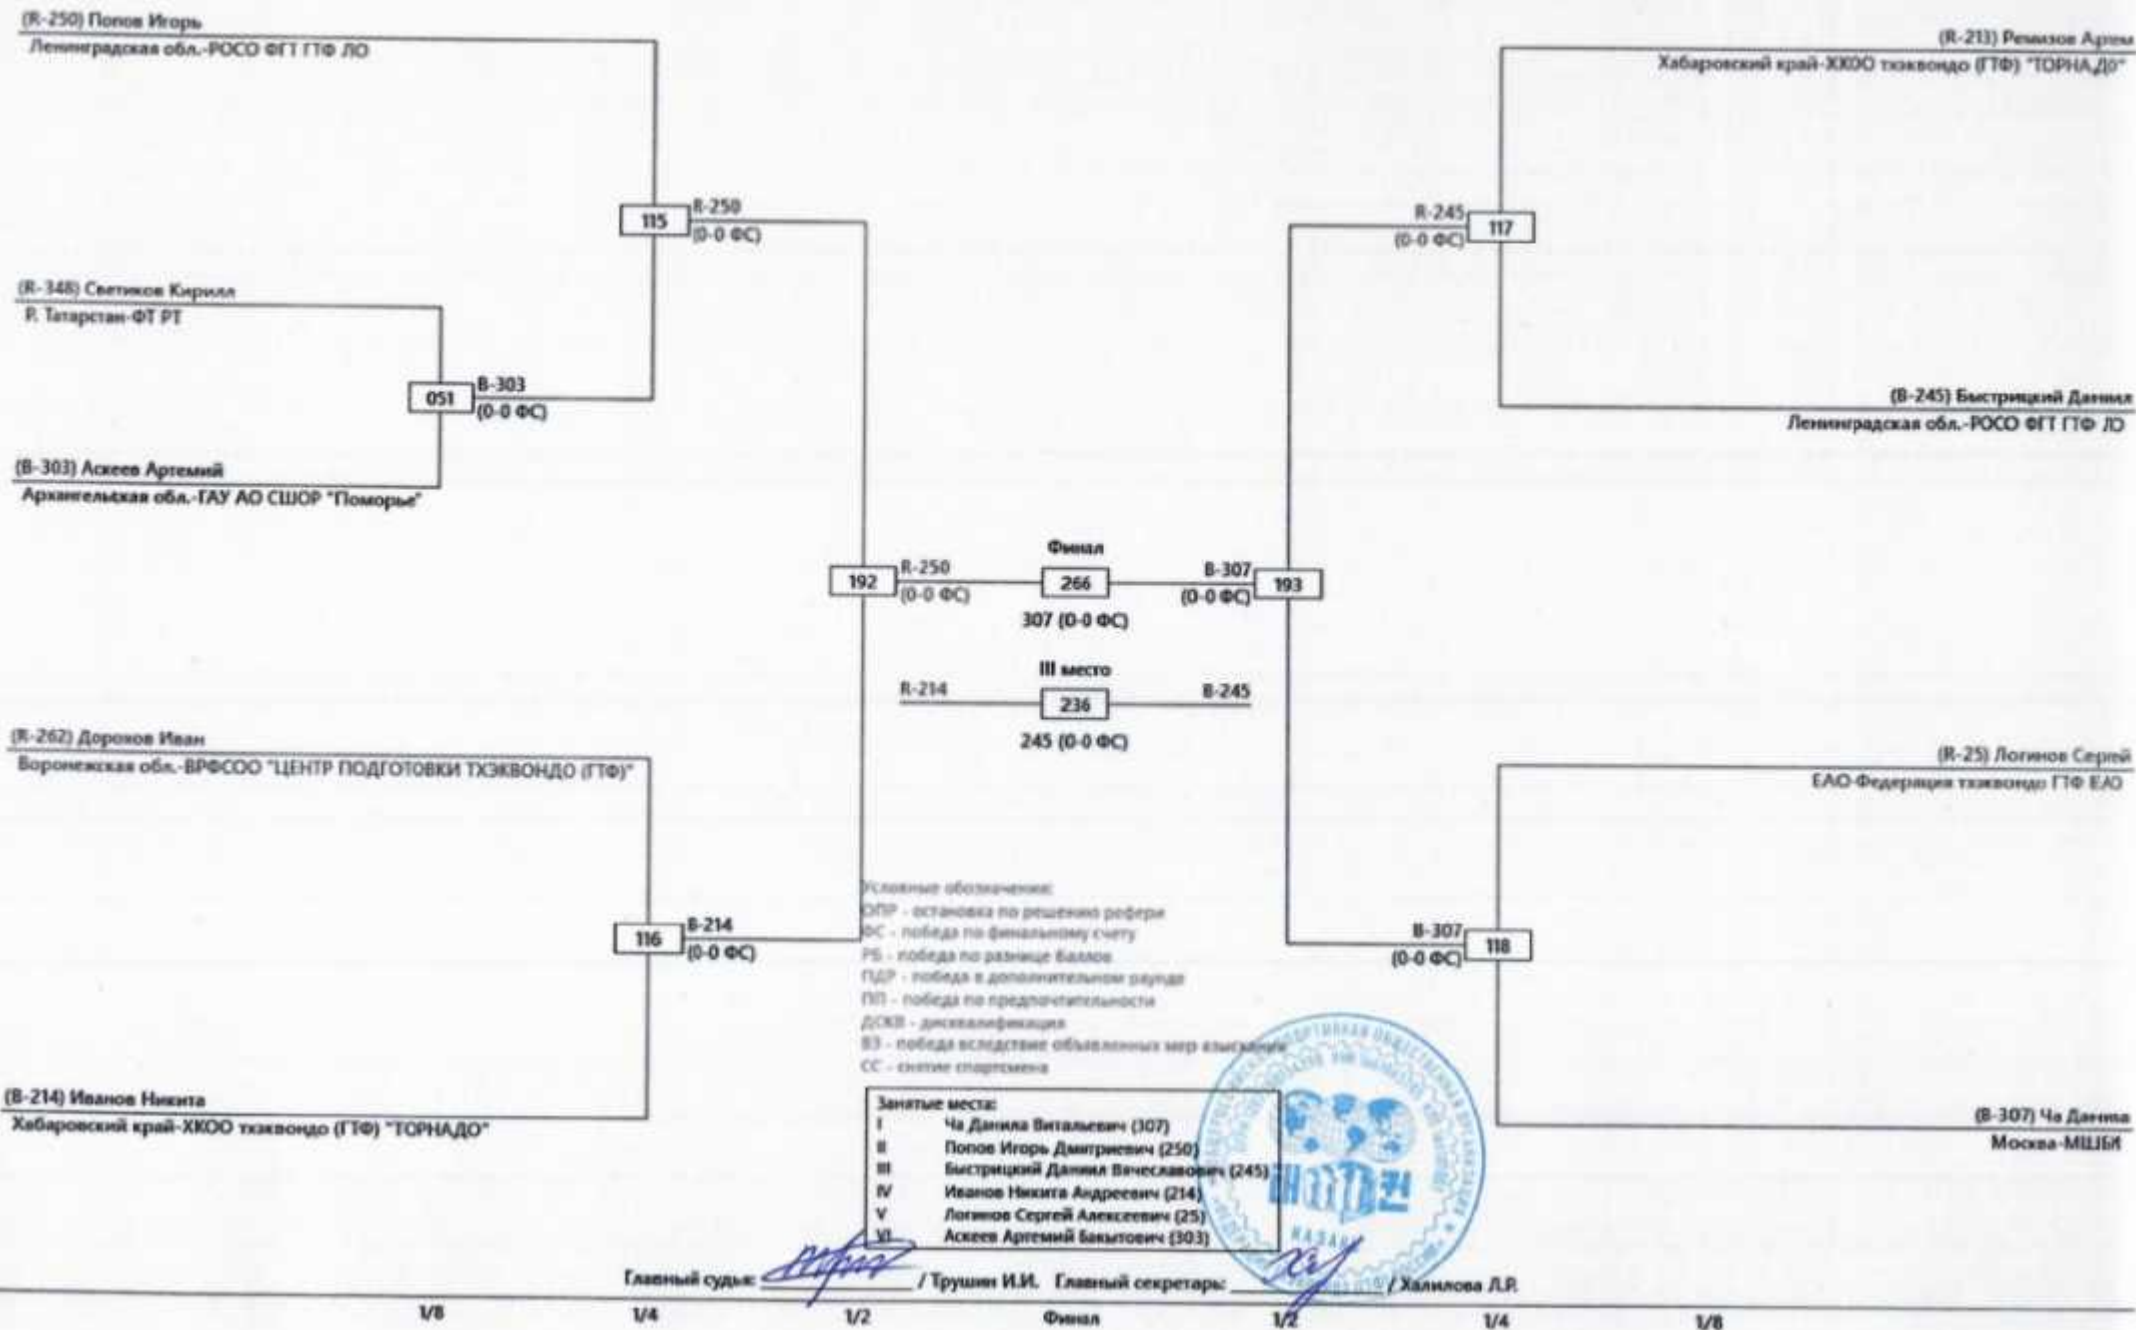 (R-250) Попов Игорь
Ленинградская обл.-РОСО ФГТ ГТФ ЛО
(R-213) Ремизов Артем
Хабаровский край-ХКОО тхэквондо (ГТФ) "ТОРНАДО"
115
R-250
(0-0 ФС)
R-245
(0-0 ФС)
117
(R-348) Светиков Кирилл
Р. Татарстан-ФТ РТ
051
B-303
(0-0 ФС)
(B-245) Быстрицкий Даниил
Ленинградская обл.-РОСО ФГТ ГТФ ЛО
(B-303) Аскеев Артемий
Архангельская обл.-ГАУ АО СШОР "Поморье"
Финал
192
R-250
(0-0 ФС)
266
B-307
(0-0 ФС)
193
307 (0-0 ФС)
III место
R-214
236
B-245
245 (0-0 ФС)
(R-262) Дорохов Иван
Воронежская обл.-ВРФСОО "ЦЕНТР ПОДГОТОВКИ ТХЭКВОНДО (ГТФ)"
(R-25) Логинов Сергей
ЕАО-Федерация тхэквондо ГТФ ЕАО
116
B-214
(0-0 ФС)
B-307
(0-0 ФС)
118
Условные обозначения:
ОПР - остановка по решению рефери
ФС - победа по финальному счету
РБ - победа по разнице баллов
ПДР - победа в дополнительном раунде
ПП - победа по предпочтительности
ДСКВ - дисквалификация
ВЗ - победа вследствие объявленных мер взыскания
СС - снятие спортсмена
(B-214) Иванов Никита
Хабаровский край-ХКОО тхэквондо (ГТФ) "ТОРНАДО"
(B-307) Ча Данила
Москва-МШБИ
Занятые места:
I Ча Данила Витальевич (307)
II Попов Игорь Дмитриевич (250)
III Быстрицкий Даниил Вячеславович (245)
IV Иванов Никита Андреевич (214)
V Логинов Сергей Алексеевич (25)
VI Аскеев Артемий Бакытович (303)
태권
КАЗАНЬ
Главный судья: / Трушин И.И. Главный секретарь: / Халилова Л.Р.
1/8 1/4 1/2 Финал 1/2 1/4 1/8